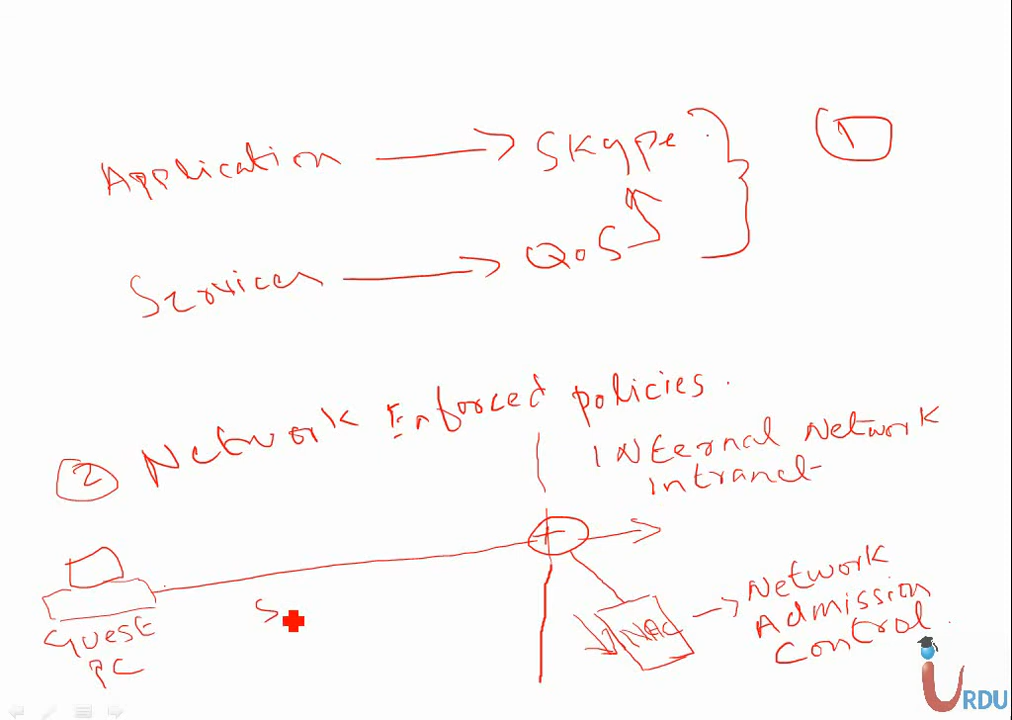 Application → Skype
1
Services → QoS
2 Network Enforced policies.
INternal Network
intranet
Guest
PC
S
NAC → Network
Admission
Control
URDU